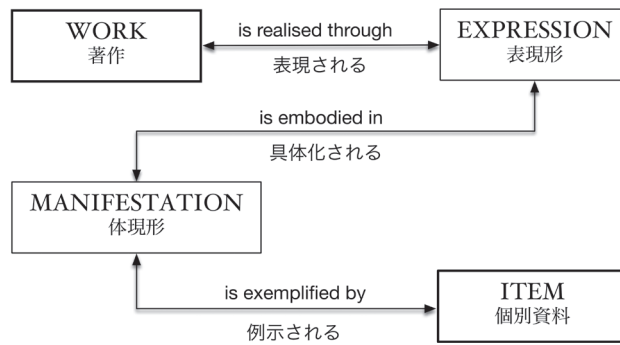 WORK
著作
is realised through
表現される
EXPRESSION
表現形
is embodied in
具体化される
MANIFESTATION
体現形
is exemplified by
例示される
ITEM
個別資料